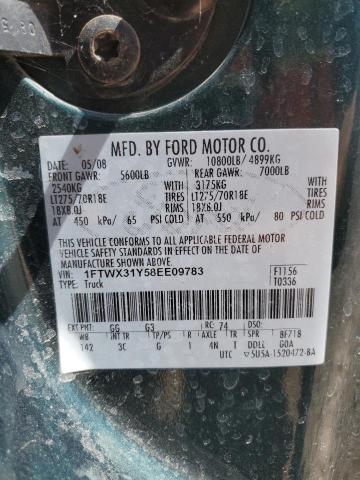 MFD. BY FORD MOTOR CO.
DATE: 05/08 GVWR: 10800LB/ 4899KG
FRONT GAWR: 5600LB REAR GAWR: 7000LB
2540KG WITH 3175KG WITH
LT275/70R18E TIRES LT275/70R18E TIRES
18X8.0J RIMS 18X8.0J RIMS
AT 450 kPa/ 65 PSI COLD AT 550 kPa/ 80 PSI COLD
THIS VEHICLE CONFORMS TO ALL APPLICABLE FEDERAL MOTOR
VEHICLE SAFETY STANDARDS IN EFFECT ON THE DATE OF
MANUFACTURE SHOWN ABOVE.
VIN: 1FTWX31Y58EE09783 F1156
TYPE: Truck T0336
EXT PNT: GG G3 RC: 74 DSO:
WB INT TR TP/PS R AXLE TR SPR 8F718
142 3C G I 4N T DDLL GOA
UTC ▽5U5A-1520472-BA